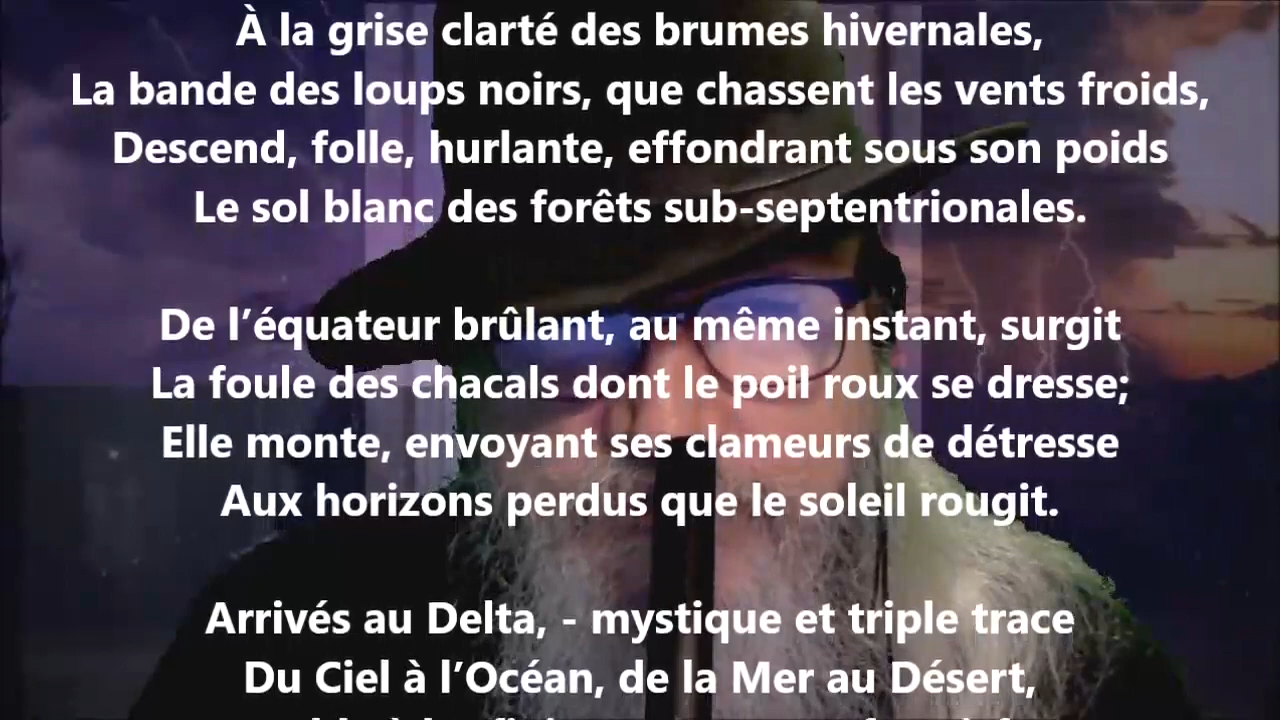 À la grise clarté des brumes hivernales,
La bande des loups noirs, que chassent les vents froids,
Descend, folle, hurlante, effondrant sous son poids
Le sol blanc des forêts sub-septentrionales.
De l’équateur brûlant, au même instant, surgit
La foule des chacals dont le poil roux se dresse;
Elle monte, envoyant ses clameurs de détresse
Aux horizons perdus que le soleil rougit.
Arrivés au Delta, - mystique et triple trace
Du Ciel à l’Océan, de la Mer au Désert,